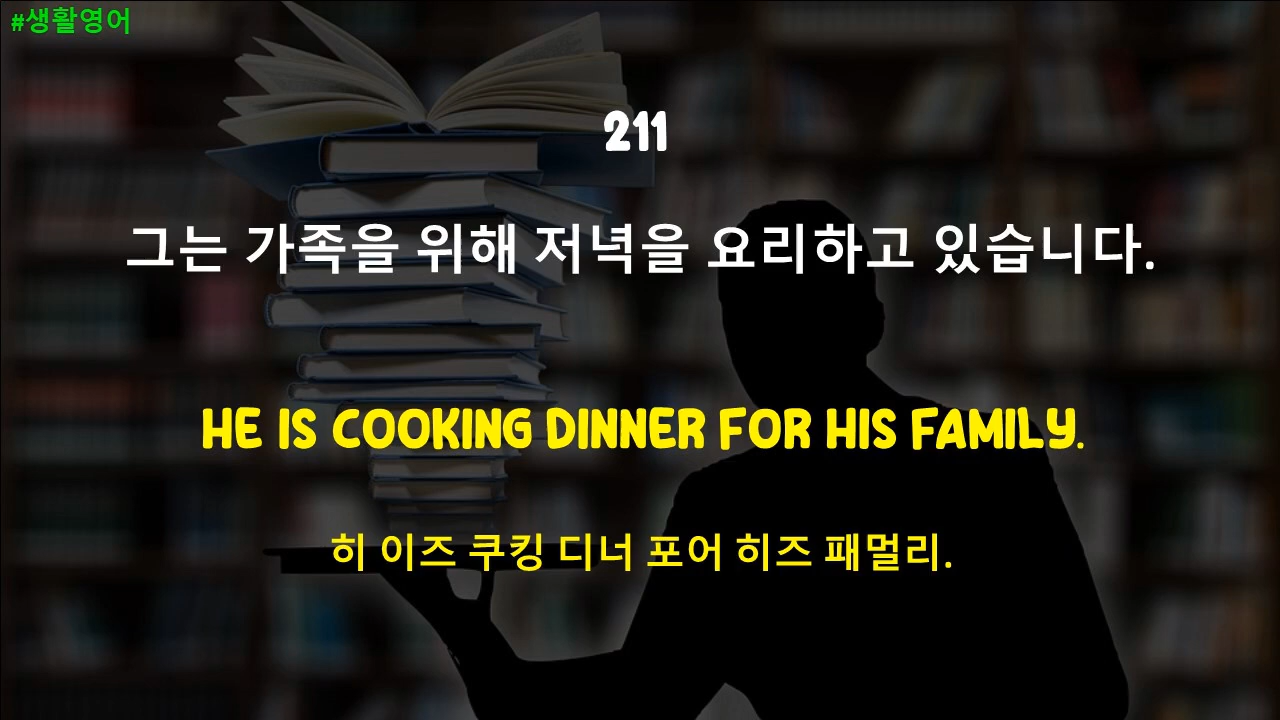 #생활영어
211
그는 가족을 위해 저녁을 요리하고 있습니다.
HE IS COOKING DINNER FOR HIS FAMILY.
히 이즈 쿠킹 디너 포어 히즈 패멀리.